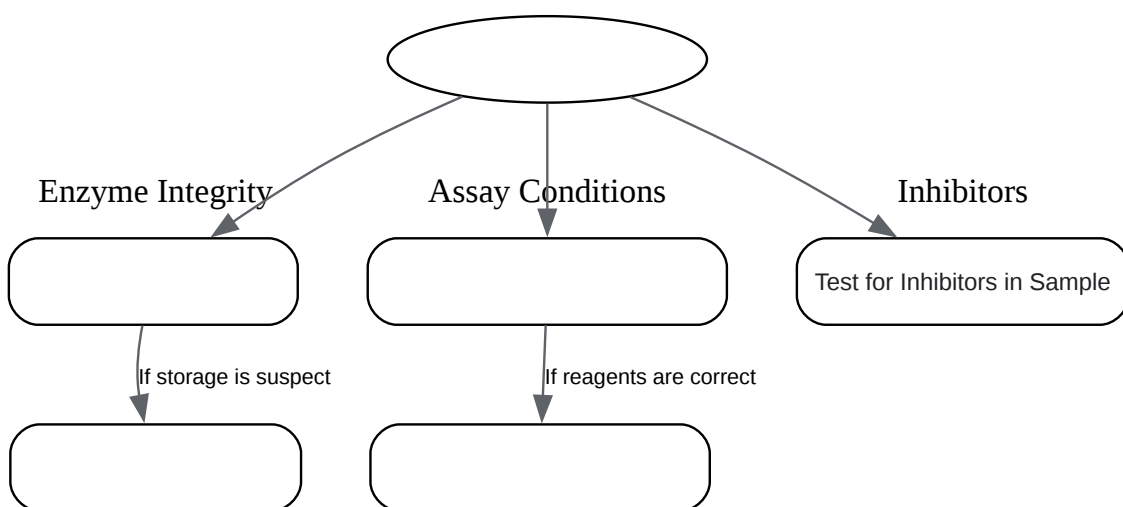 Enzyme Integrity
Assay Conditions
Inhibitors
Test for Inhibitors in Sample
If storage is suspect
If reagents are correct